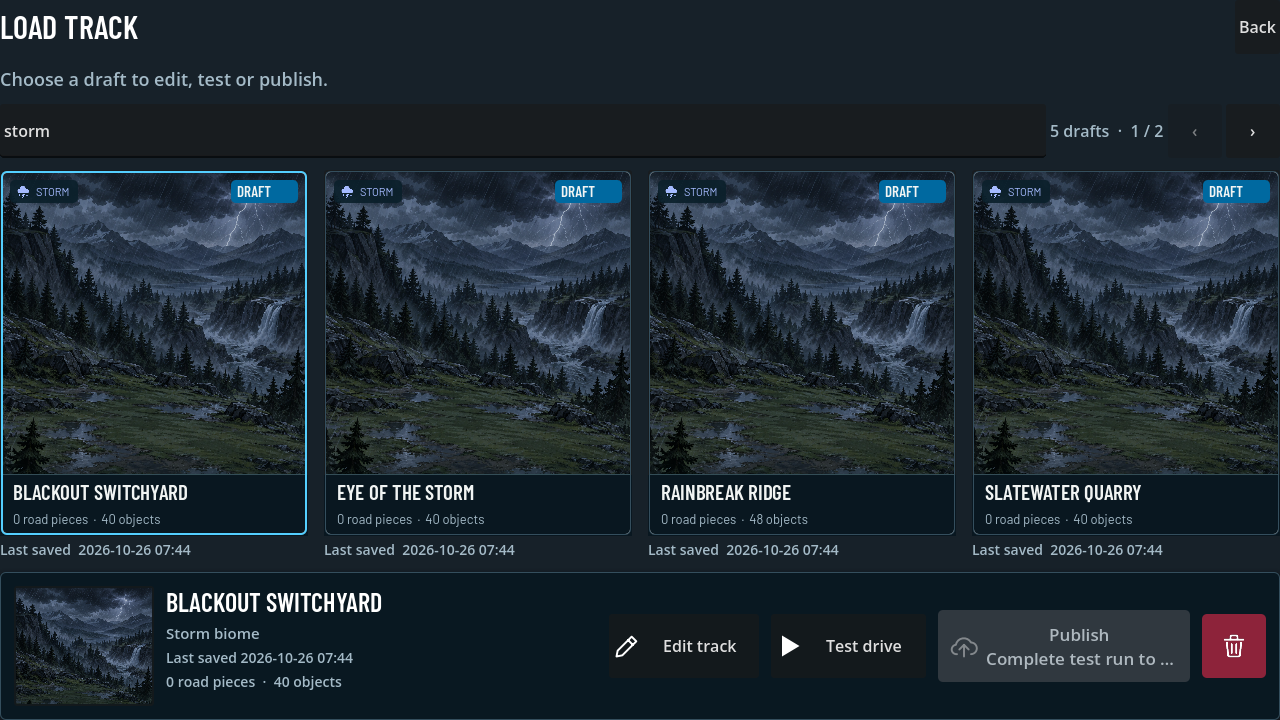 LOAD TRACK
Back
Choose a draft to edit, test or publish.
storm
5 drafts · 1 / 2
‹
›
STORM
DRAFT
STORM
DRAFT
STORM
DRAFT
STORM
DRAFT
BLACKOUT SWITCHYARD
EYE OF THE STORM
RAINBREAK RIDGE
SLATEWATER QUARRY
0 road pieces · 40 objects
0 road pieces · 40 objects
0 road pieces · 48 objects
0 road pieces · 40 objects
Last saved 2026-10-26 07:44
Last saved 2026-10-26 07:44
Last saved 2026-10-26 07:44
Last saved 2026-10-26 07:44
BLACKOUT SWITCHYARD
Storm biome
Last saved 2026-10-26 07:44
0 road pieces · 40 objects
Edit track
Test drive
Publish
Complete test run to ...